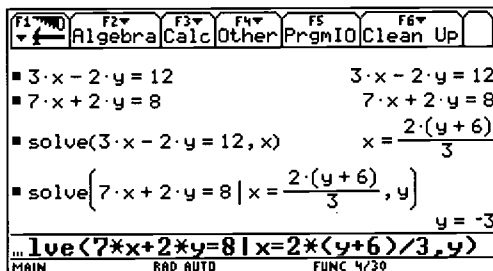 F1 F2 F3 F4 F5 F6
Algebra Calc Other PrgmIO Clean Up
▪ 3·x − 2·y = 12 3·x − 2·y = 12
▪ 7·x + 2·y = 8 7·x + 2·y = 8
▪ solve(3·x − 2·y = 12, x) x = 2·(y + 6)/3
▪ solve(7·x + 2·y = 8 | x = 2·(y + 6)/3, y)
y = -3
…lve(7*x+2*y=8|x=2*(y+6)/3,y)
MAIN RAD AUTO FUNC 4/30